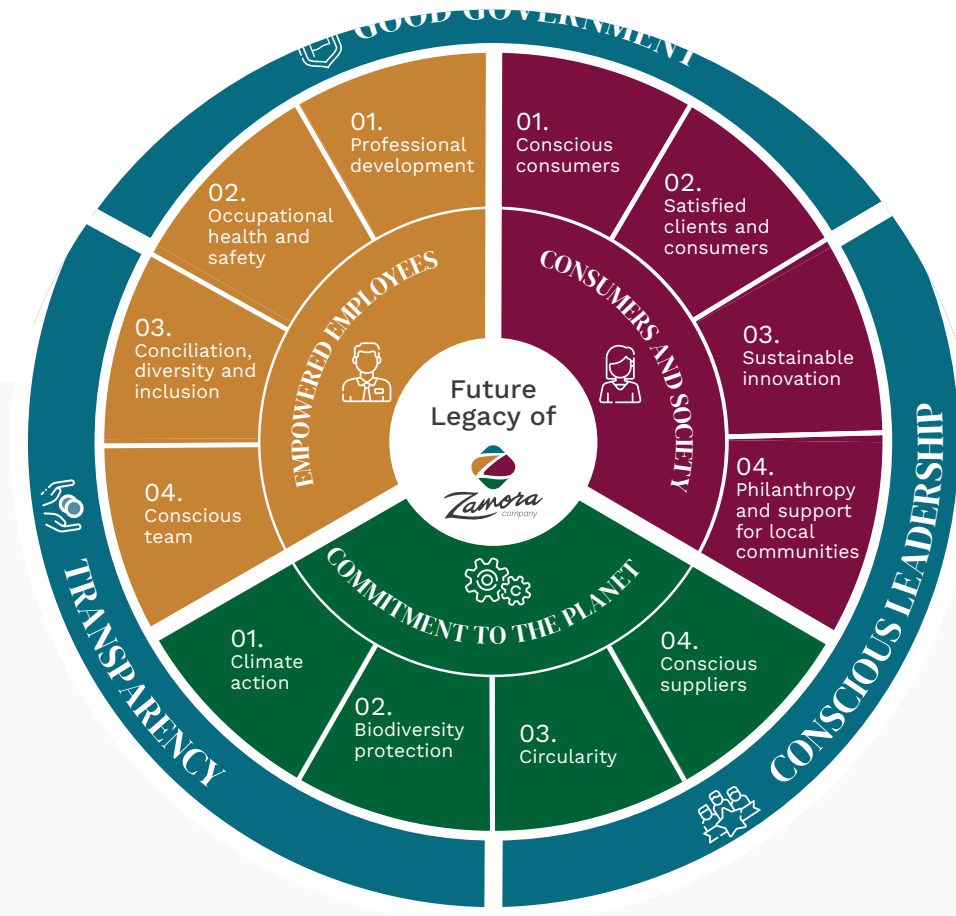 GOOD GOVERNMENT
01.
Professional
development
02.
Occupational
health and
safety
03.
Conciliation,
diversity and
inclusion
04.
Conscious
team
EMPOWERED EMPLOYEES
01.
Conscious
consumers
02.
Satisfied
clients and
consumers
03.
Sustainable
innovation
04.
Philanthropy
and support
for local
communities
CONSUMERS AND SOCIETY
Future
Legacy of
Zamora
company
COMMITMENT TO THE PLANET
01.
Climate
action
02.
Biodiversity
protection
03.
Circularity
04.
Conscious
suppliers
TRANSPARENCY
CONSCIOUS LEADERSHIP